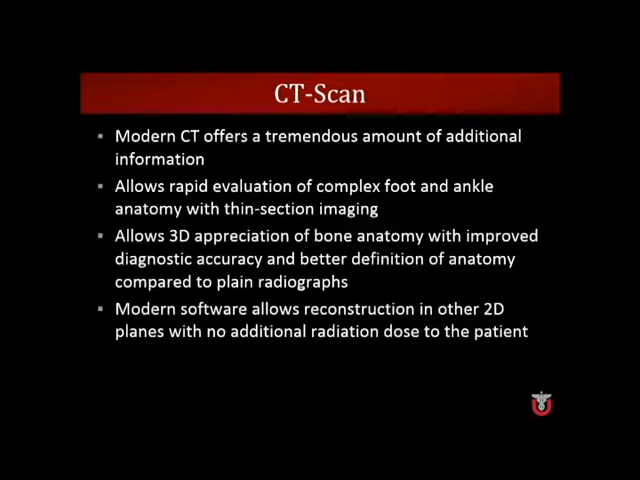 CT-Scan
▪ Modern CT offers a tremendous amount of additional
information
▪ Allows rapid evaluation of complex foot and ankle
anatomy with thin-section imaging
▪ Allows 3D appreciation of bone anatomy with improved
diagnostic accuracy and better definition of anatomy
compared to plain radiographs
▪ Modern software allows reconstruction in other 2D
planes with no additional radiation dose to the patient